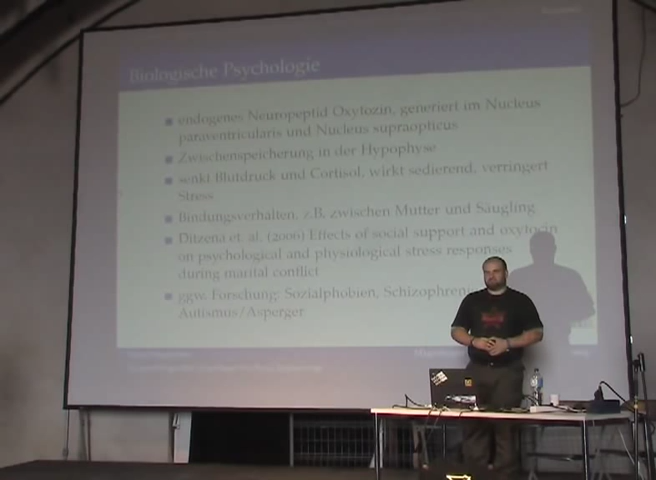 Biologische Psychologie
endogenes Neuropeptid Oxytozin, generiert im Nucleus
paraventricularis und Nucleus supraopticus
Zwischenspeicherung in der Hypophyse
senkt Blutdruck und Cortisol, wirkt sedierend, verringert
Stress
Bindungsverhalten, z.B. zwischen Mutter und Säugling
Ditzena et. al. (2006) Effects of social support and oxytocin
on psychological and physiological stress responses
during marital conflict
ggw. Forschung: Sozialphobien, Schizophren
Autismus/Asperger